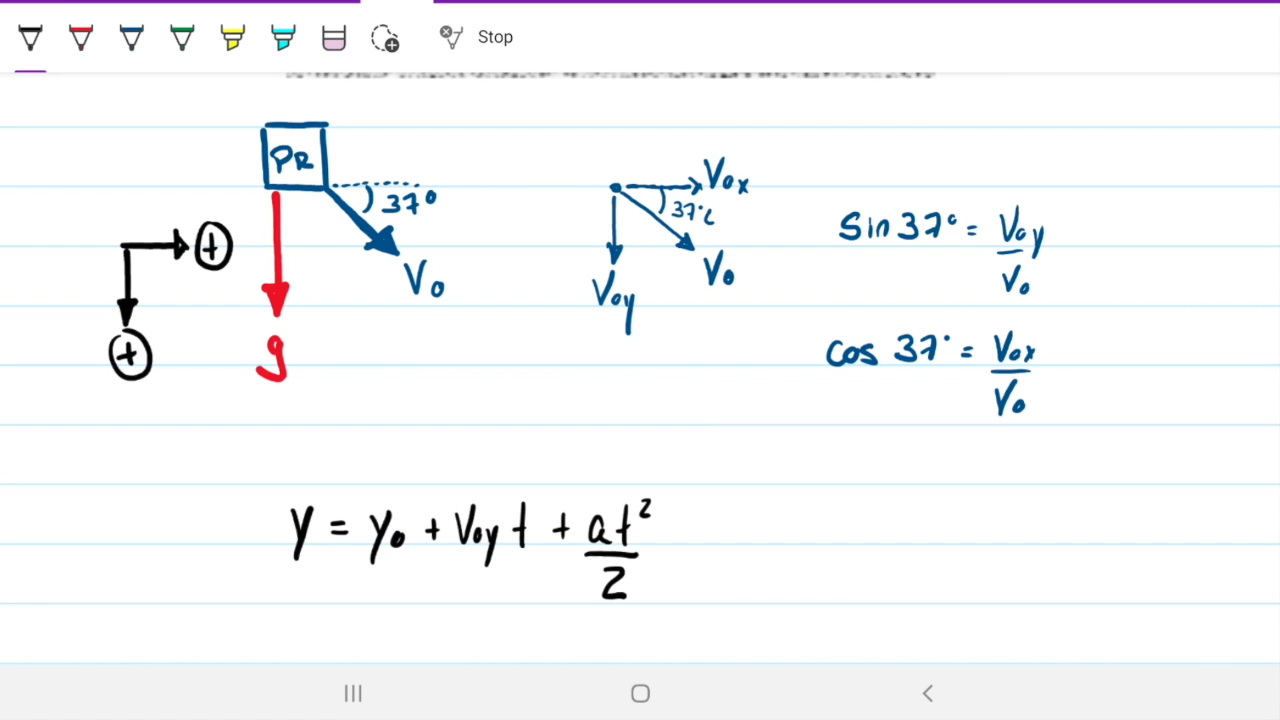 Stop
PR
37°
V₀
g
+
+
V₀x
37°
V₀
V₀y
Sin 37° = V₀y / V₀
cos 37° = V₀x / V₀
y = y₀ + V₀y t + at² / 2